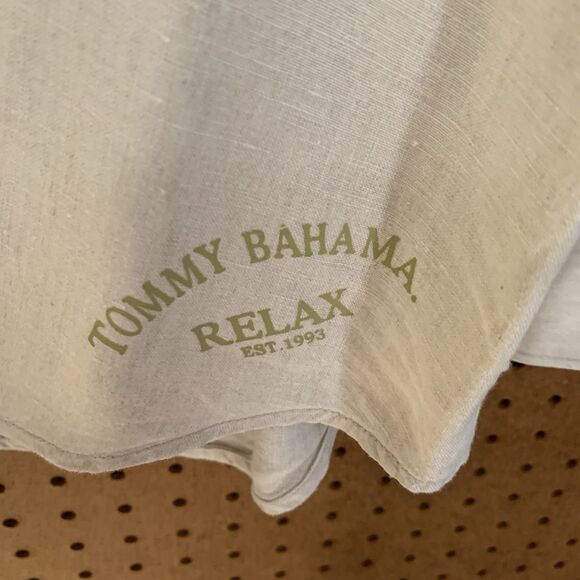 TOMMY BAHAMA.
RELAX
EST. 1993